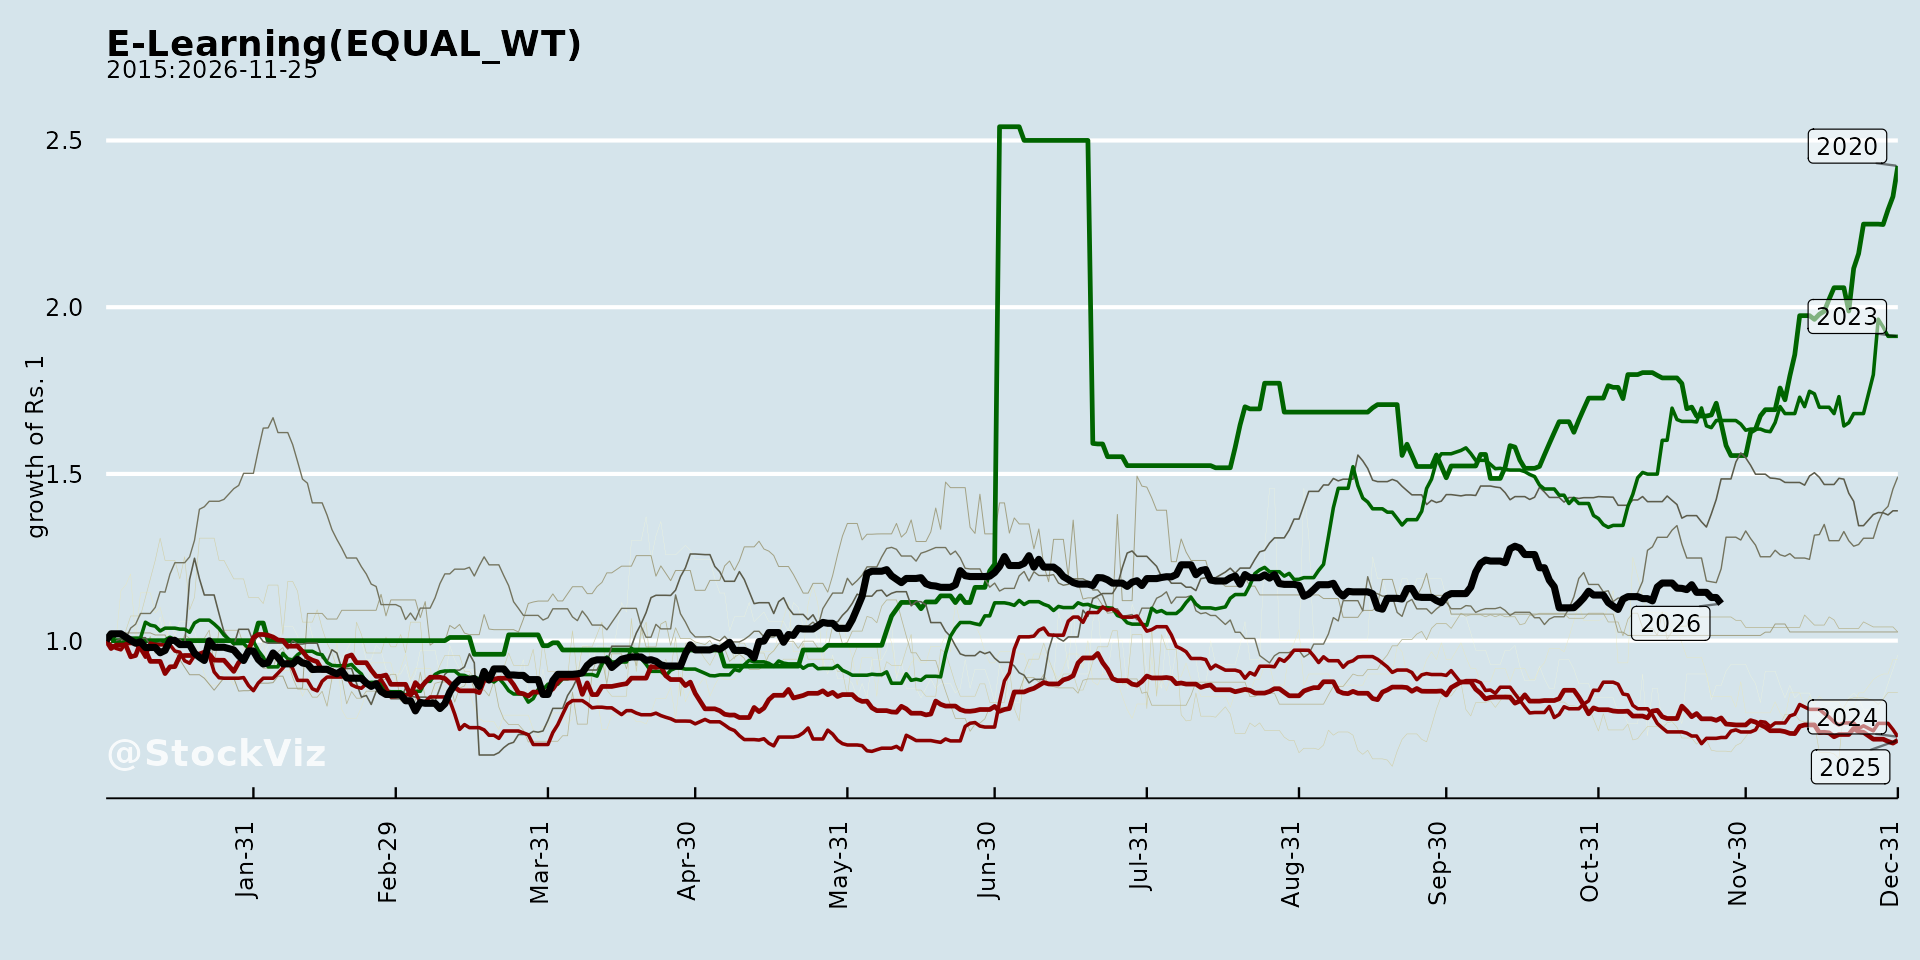 E-Learning(EQUAL_WT)
2015:2026-11-25
growth of Rs. 1
2.5
2.0
1.5
1.0
2020
2023
2026
2024
2025
@StockViz
Jan-31
Feb-29
Mar-31
Apr-30
May-31
Jun-30
Jul-31
Aug-31
Sep-30
Oct-31
Nov-30
Dec-31